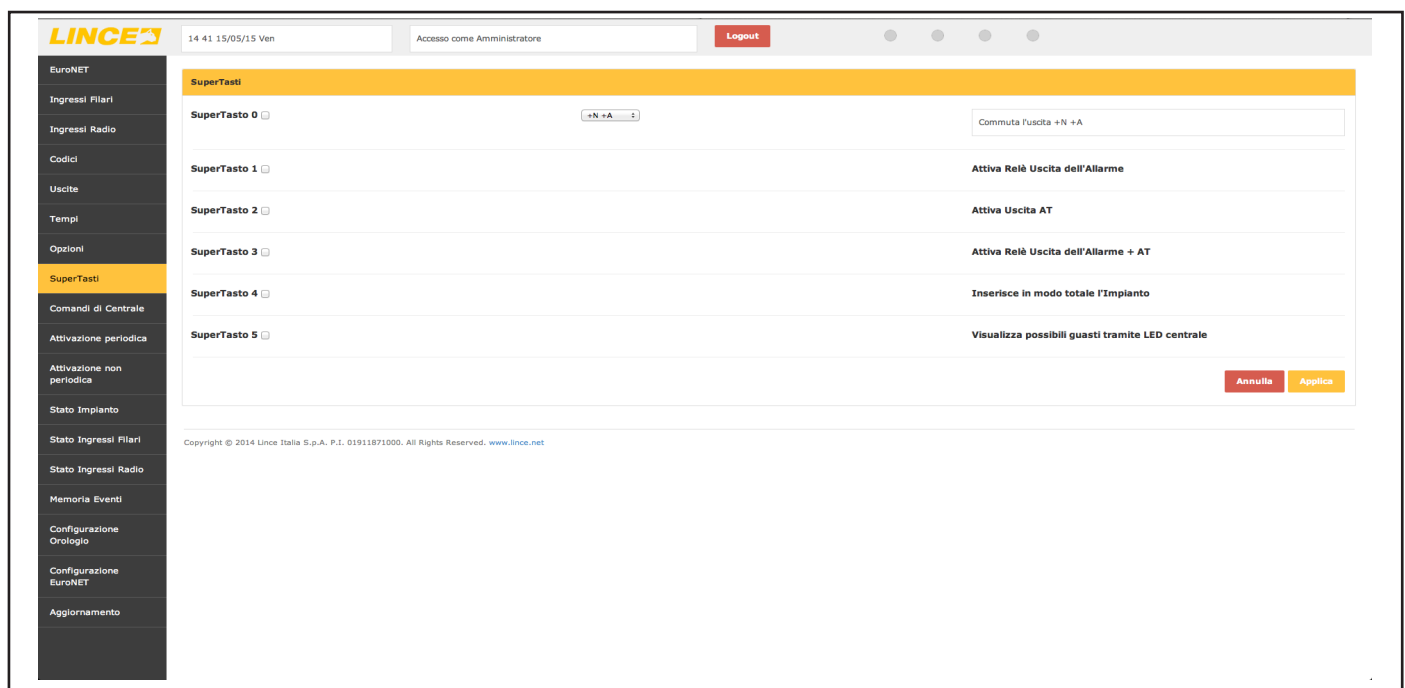 LINCE
14 41 15/05/15 Ven
Accesso come Amministratore
Logout
EuroNET
Ingressi Filari
Ingressi Radio
Codici
Uscite
Tempi
Opzioni
SuperTasti
Comandi di Centrale
Attivazione periodica
Attivazione non
periodica
Stato Impianto
Stato Ingressi Filari
Stato Ingressi Radio
Memoria Eventi
Configurazione
Orologio
Configurazione
EuroNET
Aggiornamento
SuperTasti
SuperTasto 0
+N +A
Commuta l'uscita +N +A
SuperTasto 1
Attiva Relè Uscita dell'Allarme
SuperTasto 2
Attiva Uscita AT
SuperTasto 3
Attiva Relè Uscita dell'Allarme + AT
SuperTasto 4
Inserisce in modo totale l'Impianto
SuperTasto 5
Visualizza possibili guasti tramite LED centrale
Annulla
Applica
Copyright © 2014 Lince Italia S.p.A. P.I. 01911871000. All Rights Reserved. www.lince.net